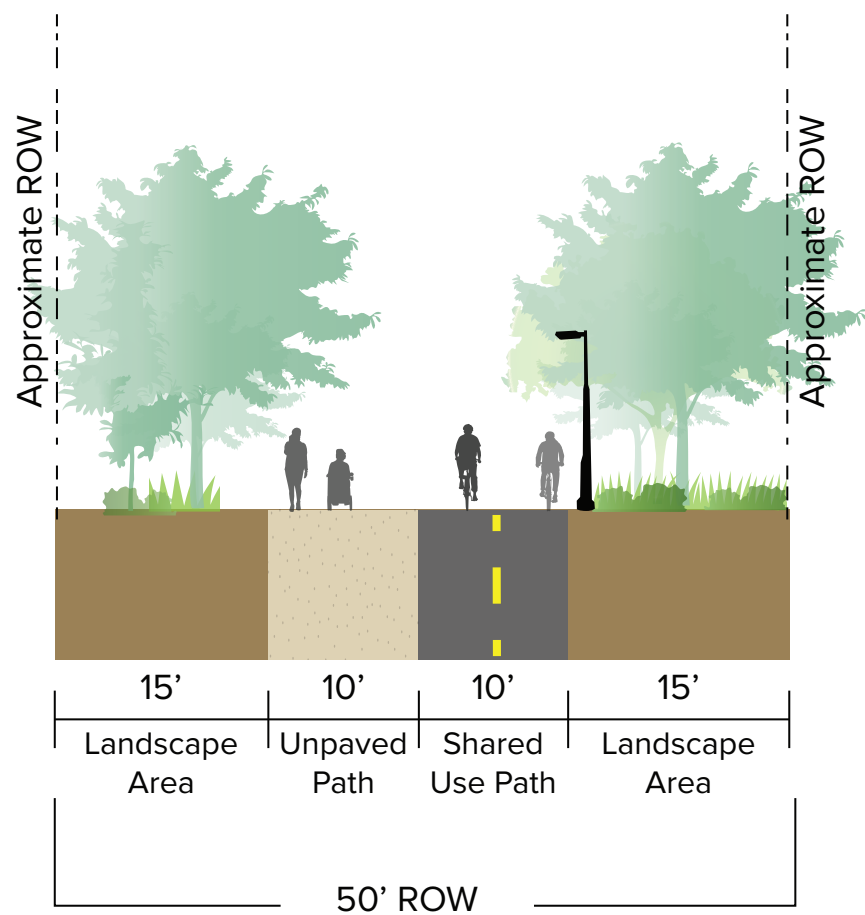 Approximate ROW
Approximate ROW
15’
10’
10’
15’
Landscape
Area
Unpaved
Path
Shared
Use Path
Landscape
Area
50’ ROW